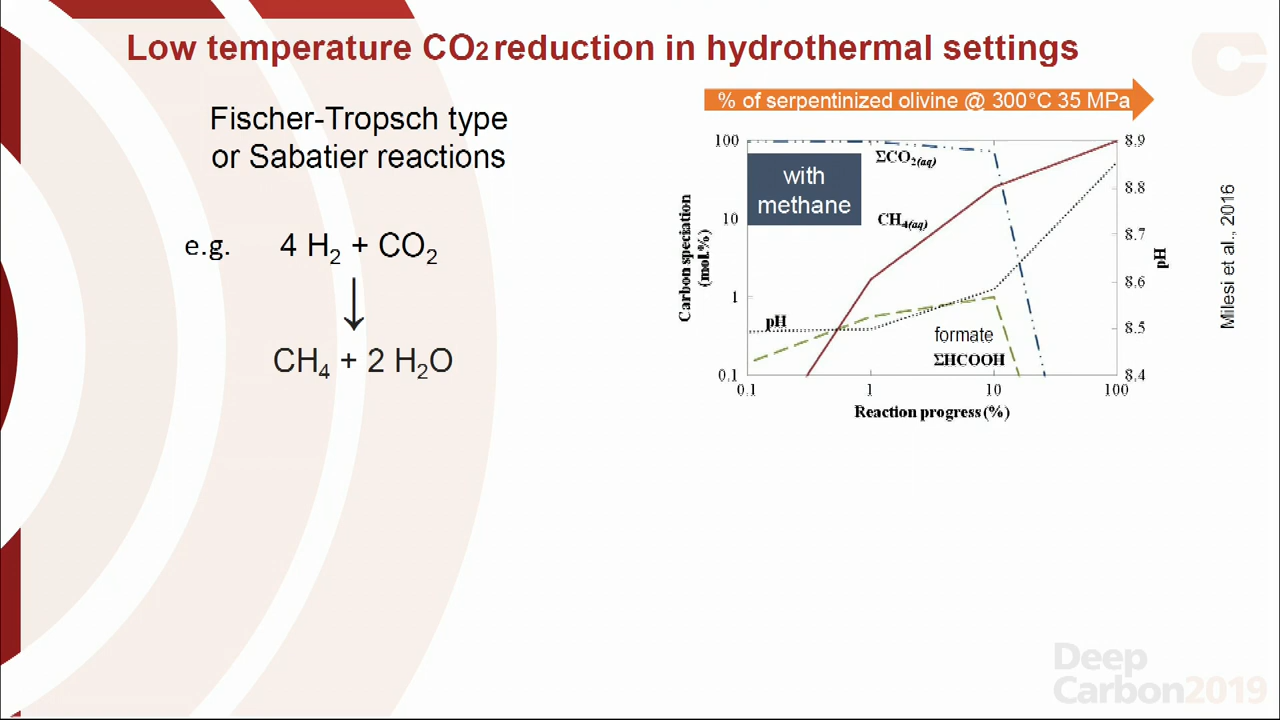 Low temperature CO2 reduction in hydrothermal settings
Fischer-Tropsch type
or Sabatier reactions
e.g. 4 H2 + CO2
↓
CH4 + 2 H2O
% of serpentinized olivine @ 300°C 35 MPa
with
methane
ΣCO2(aq)
CH4(aq)
pH
formate
ΣHCOOH
Carbon speciation
(mol.%)
100
10
1
0.1
0.1 1 10 100
Reaction progress (%)
8.9
8.8
8.7
8.6
8.5
8.4
pH
Milesi et al., 2016
Deep
Carbon2019